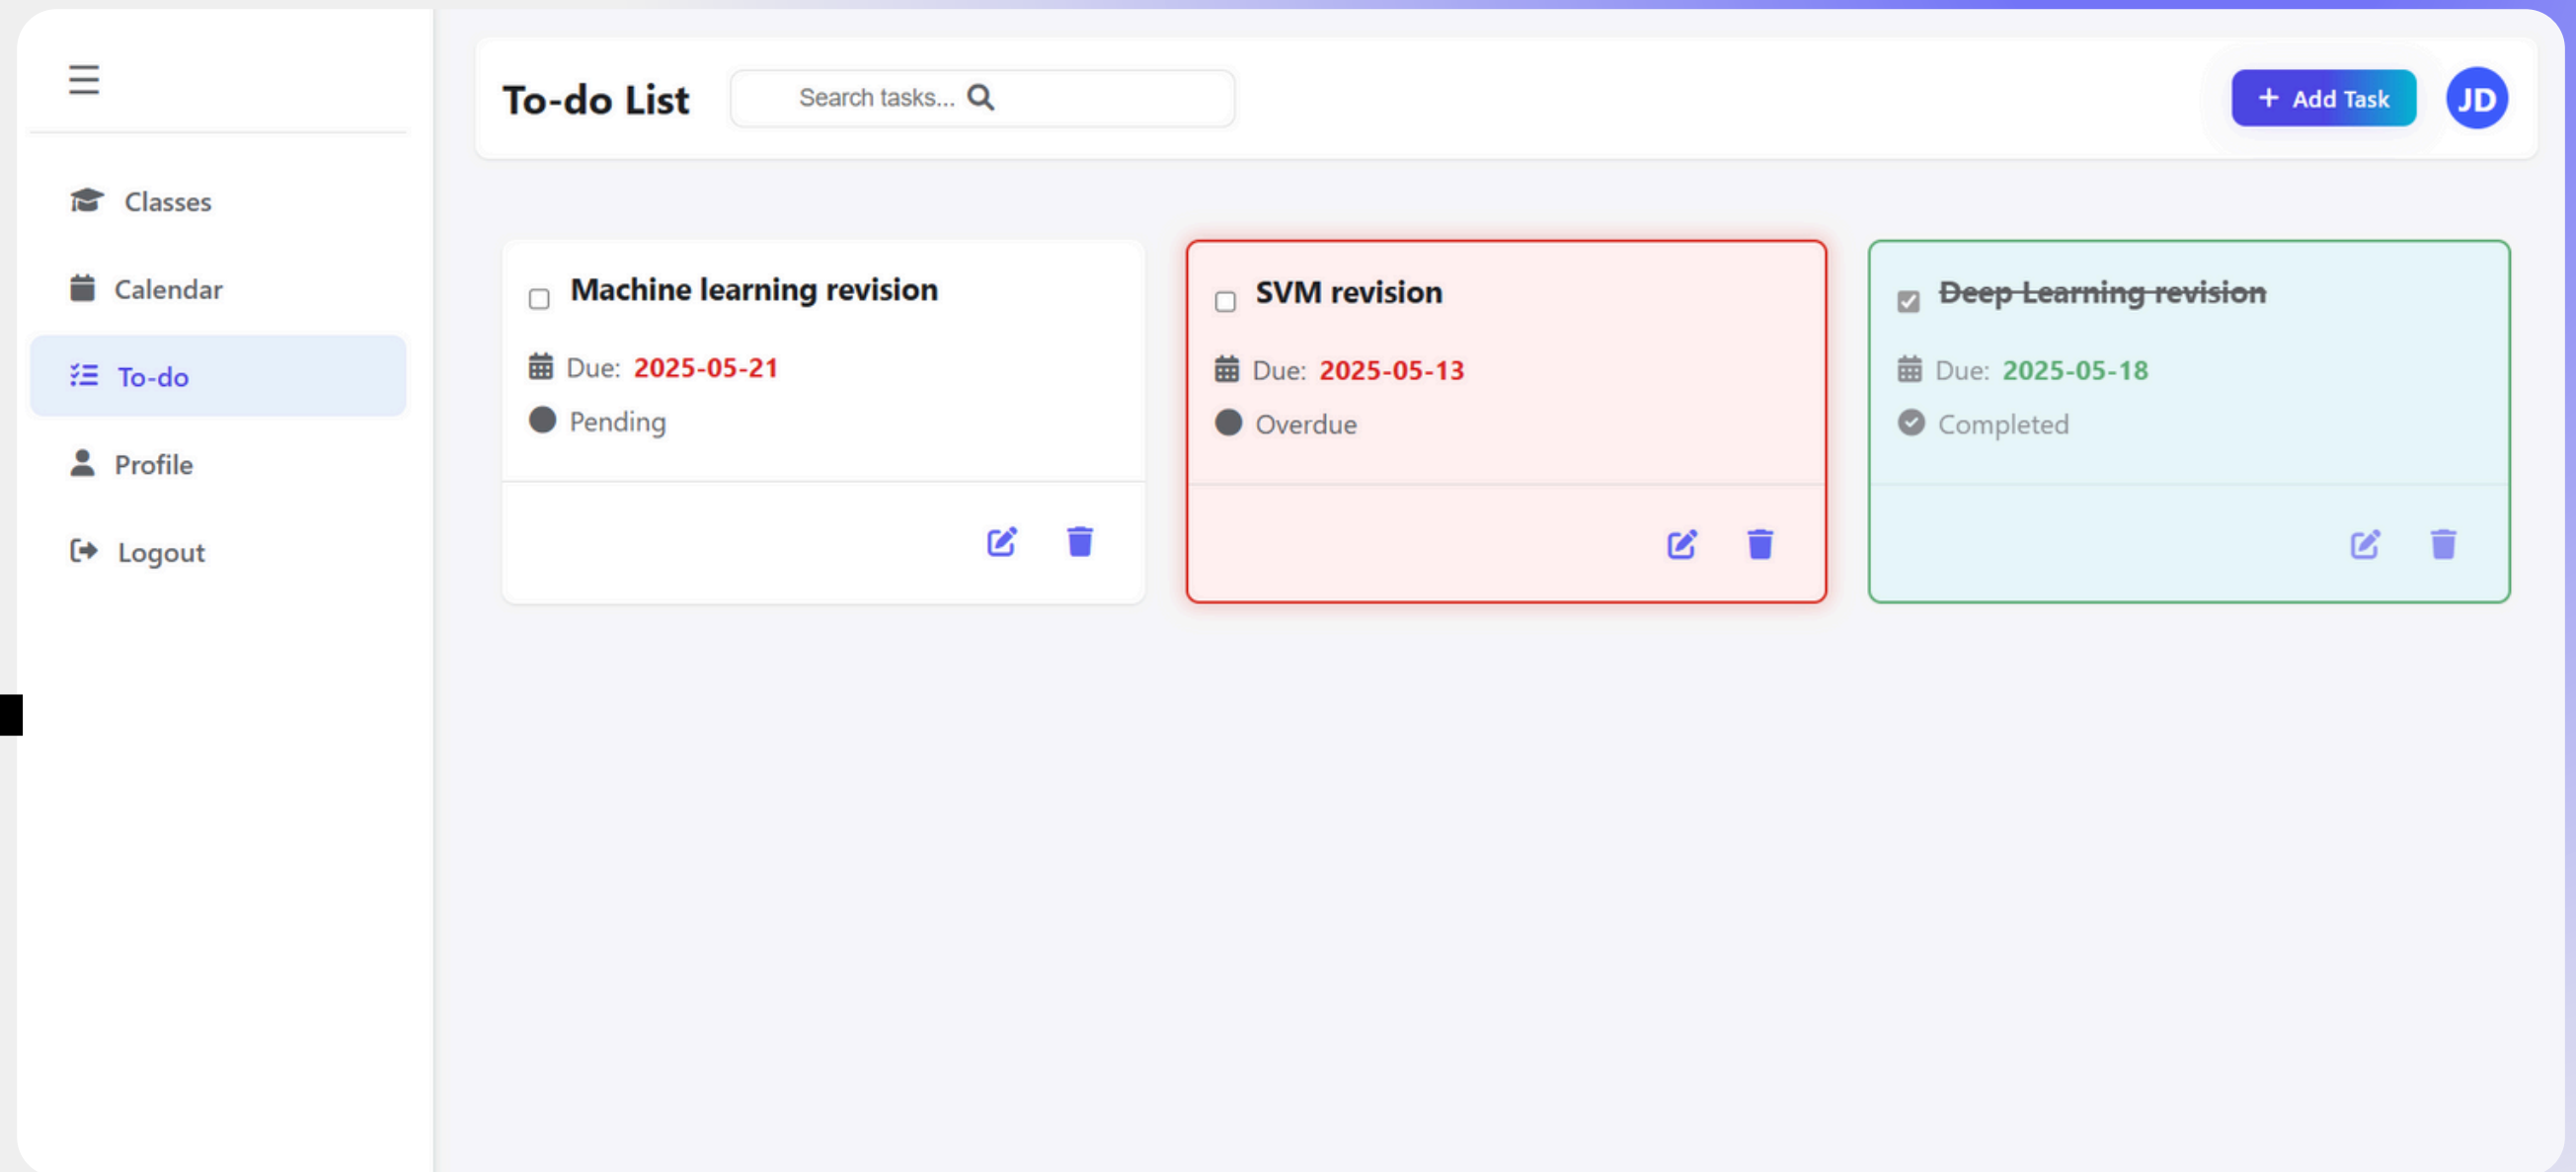 To-do List
Search tasks...
+ Add Task
JD
Classes
Calendar
To-do
Profile
Logout
Machine learning revision
Due: 2025-05-21
Pending
SVM revision
Due: 2025-05-13
Overdue
Deep Learning revision
Due: 2025-05-18
Completed